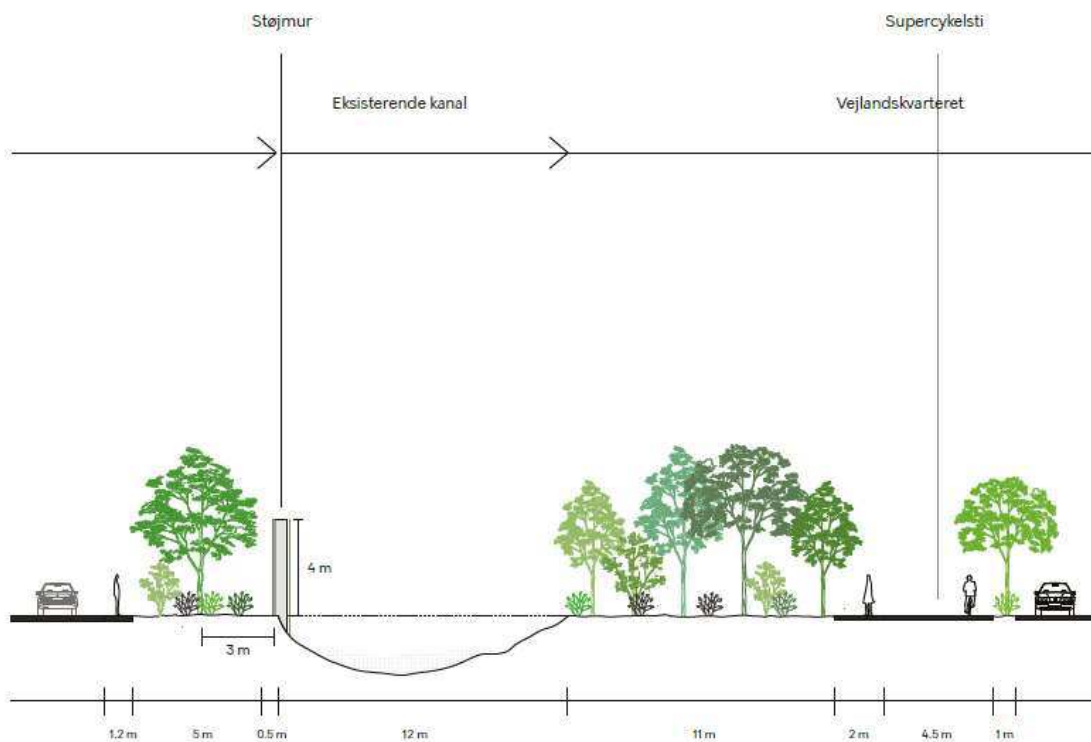 Støjmur
Supercykelsti
Eksisterende kanal
Vejlandskvarteret
4 m
3 m
1,2 m
5 m
0.5 m
12 m
11 m
2 m
4.5 m
1 m